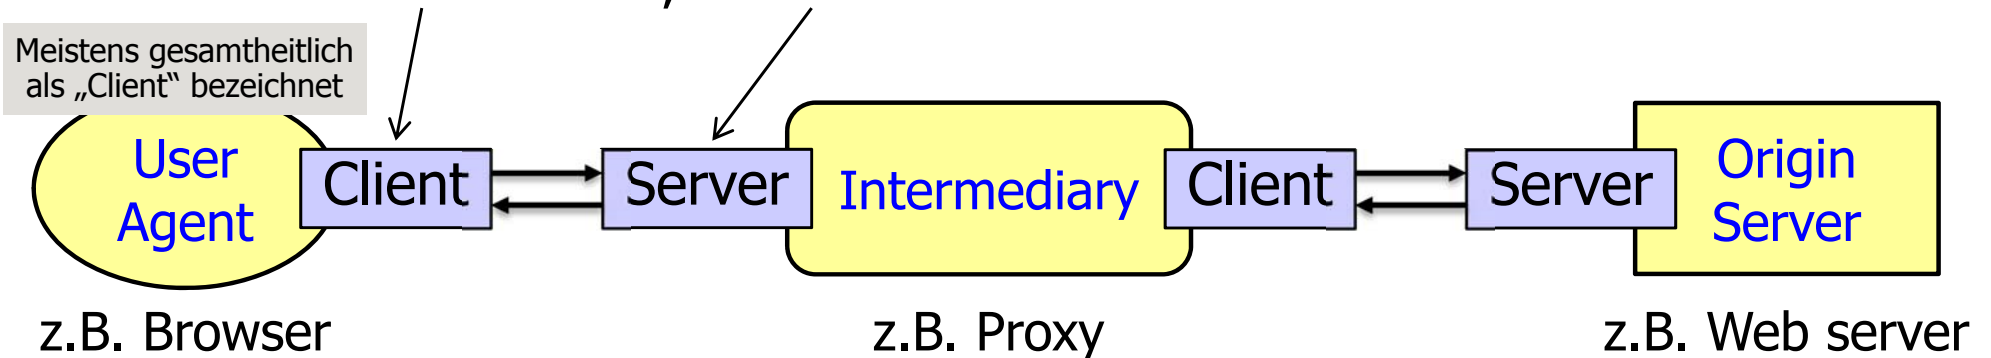 Meistens gesamtheitlich
als „Client“ bezeichnet
User
Agent
Client
Server
Intermediary
Client
Server
Origin
Server
z.B. Browser
z.B. Proxy
z.B. Web server